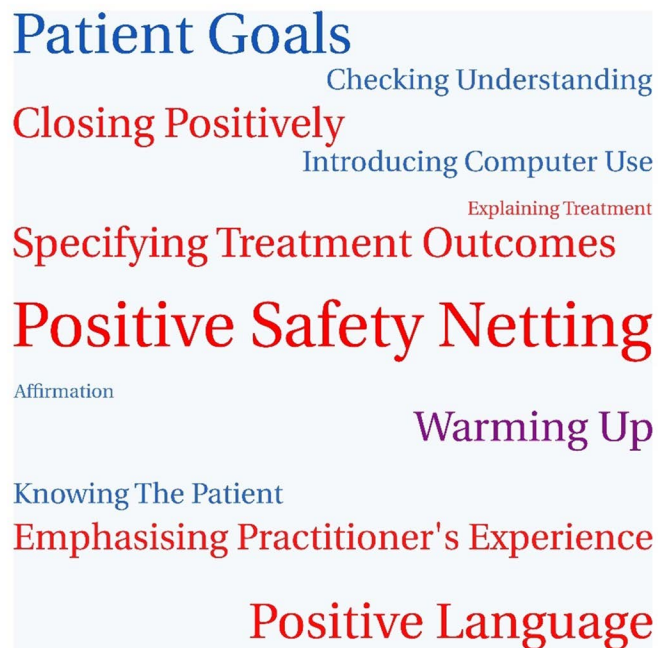 Patient Goals
Checking Understanding
Closing Positively
Introducing Computer Use
Explaining Treatment
Specifying Treatment Outcomes
Positive Safety Netting
Affirmation
Warming Up
Knowing The Patient
Emphasising Practitioner's Experience
Positive Language